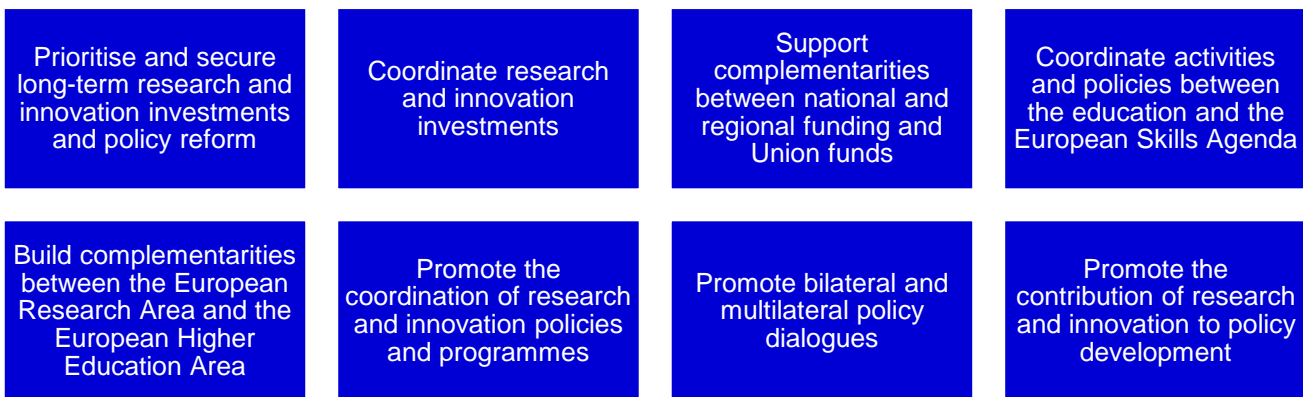 Prioritise and secure
long-term research and
innovation investments
and policy reform
Coordinate research
and innovation
investments
Support
complementarities
between national and
regional funding and
Union funds
Coordinate activities
and policies between
the education and the
European Skills Agenda
Build complementarities
between the European
Research Area and the
European Higher
Education Area
Promote the
coordination of research
and innovation policies
and programmes
Promote bilateral and
multilateral policy
dialogues
Promote the
contribution of research
and innovation to policy
development